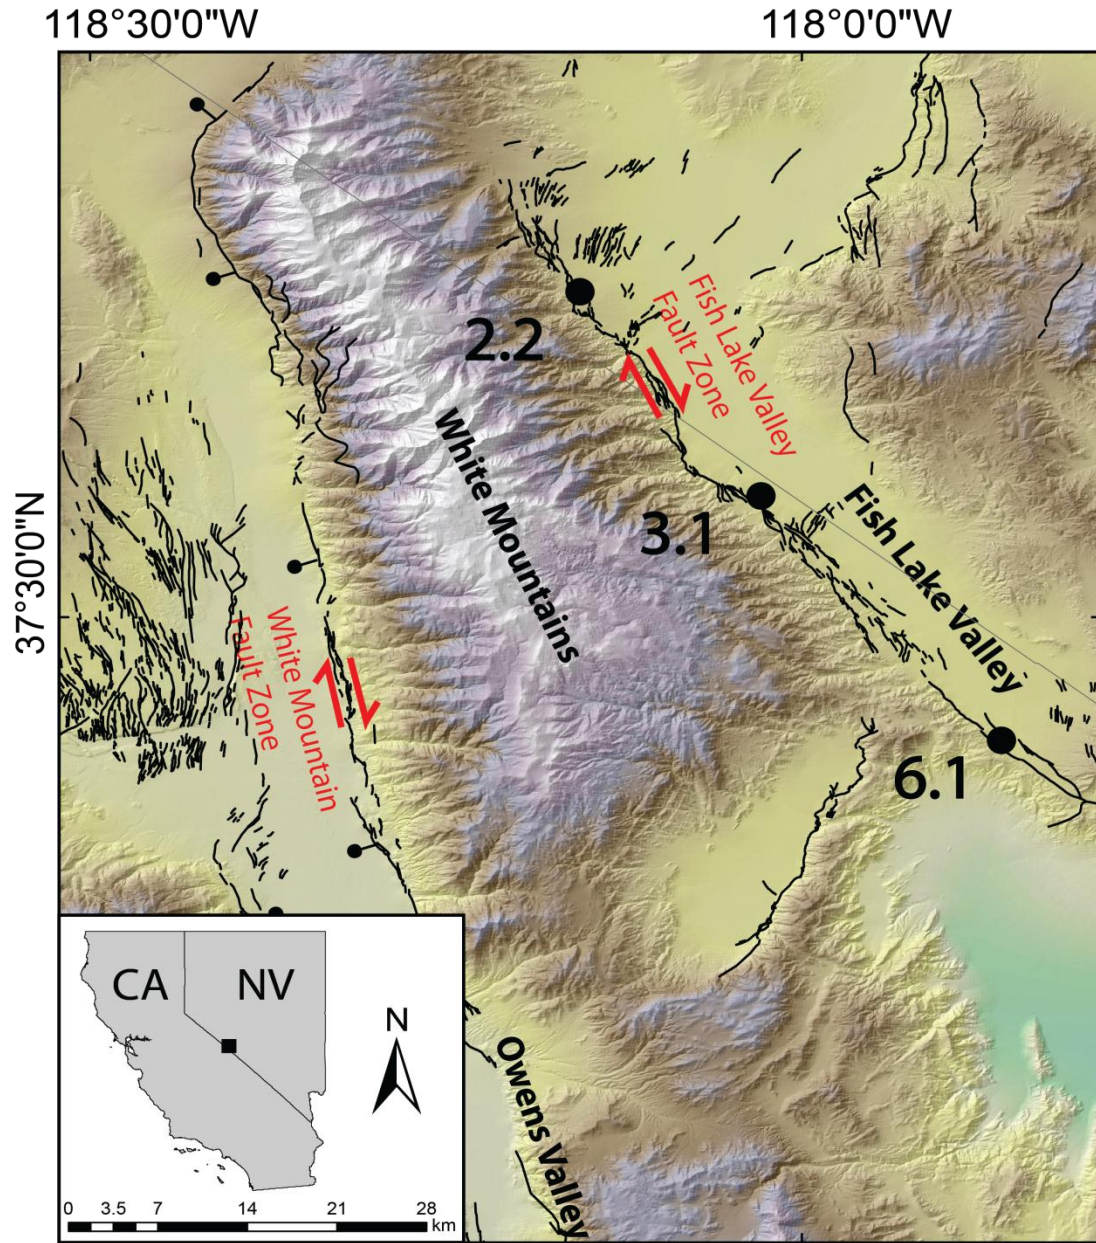 118°30'0"W
118°0'0"W
37°30'0"N
2.2
3.1
6.1
Fish Lake Valley
Fault Zone
White Mountains
Fish Lake Valley
White Mountain
Fault Zone
Owens Valley
CA
NV
N
0 3.5 7 14 21 28
km